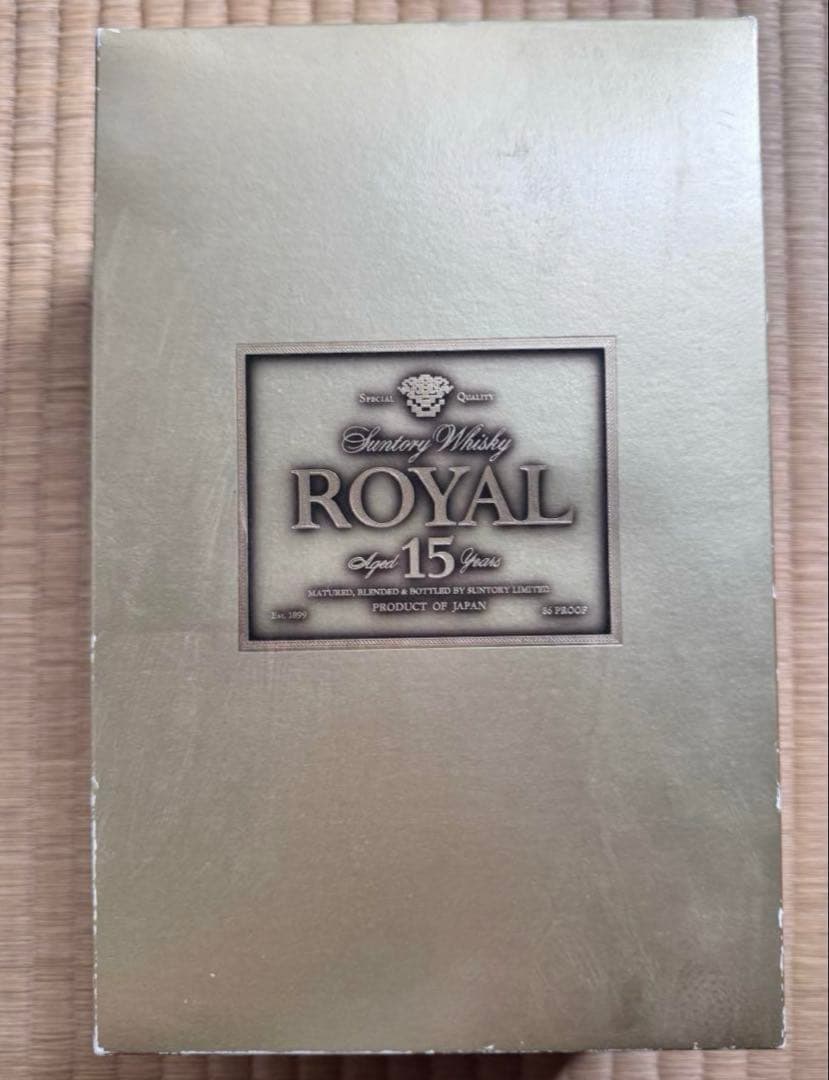 SPECIAL QUALITY
Suntory Whisky
ROYAL
Aged 15 Years
MATURED, BLENDED & BOTTLED BY SUNTORY LIMITED
PRODUCT OF JAPAN
Est. 1899 86 PROOF